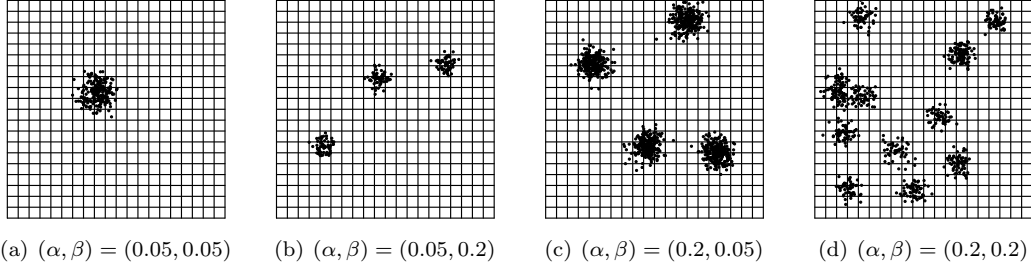 (a) (α, β) = (0.05, 0.05)
(b) (α, β) = (0.05, 0.2)
(c) (α, β) = (0.2, 0.05)
(d) (α, β) = (0.2, 0.2)